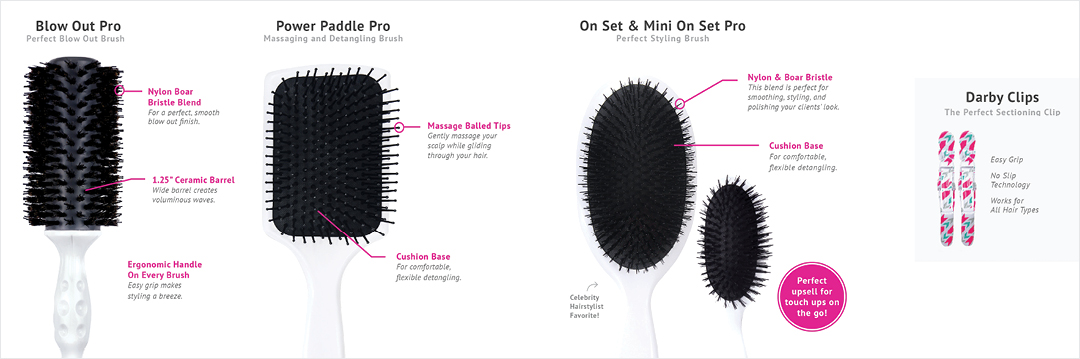 Blow Out Pro
Perfect Blow Out Brush
Nylon Boar
Bristle Blend
For a perfect, smooth
blow out finish.
1.25" Ceramic Barrel
Wide barrel creates
voluminous waves.
Ergonomic Handle
On Every Brush
Easy grip makes
styling a breeze.
Power Paddle Pro
Massaging and Detangling Brush
Massage Balled Tips
Gently massage your
scalp while gliding
through your hair.
Cushion Base
For comfortable,
flexible detangling.
On Set & Mini On Set Pro
Perfect Styling Brush
Nylon & Boar Bristle
This blend is perfect for
smoothing, styling, and
polishing your clients' look.
Cushion Base
For comfortable,
flexible detangling.
Celebrity
Hairstylist
Favorite!
Perfect
upsell for
touch ups on
the go!
Darby Clips
The Perfect Sectioning Clip
Easy Grip
No Slip
Technology
Works for
All Hair Types